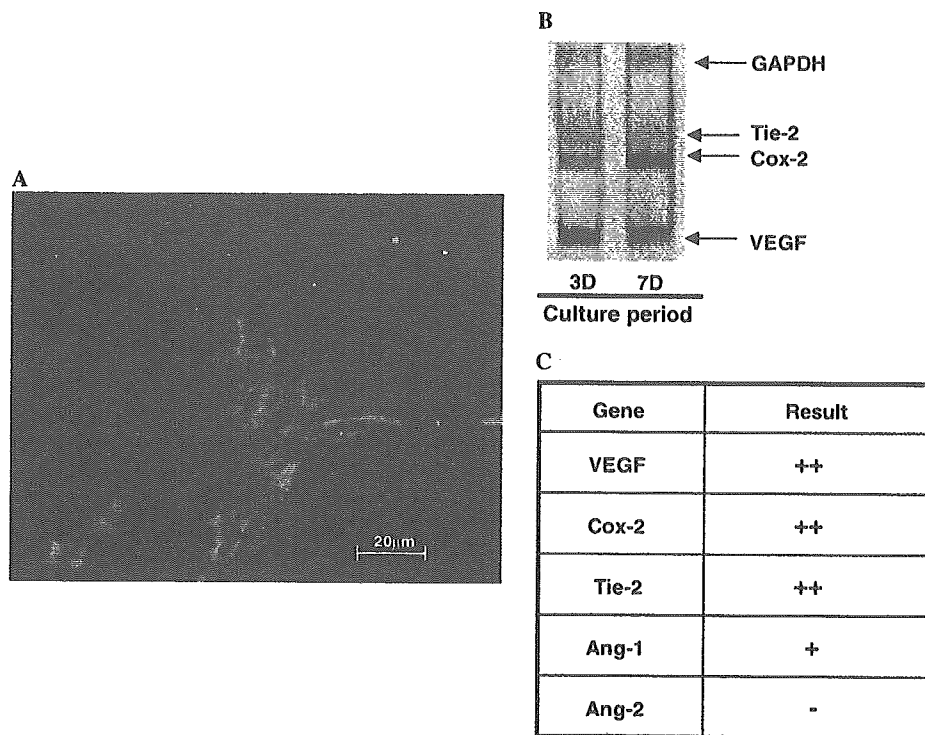 A
20μm
B
GAPDH
Tie-2
Cox-2
VEGF
3D 7D
Culture period
C
Gene Result
VEGF ++
Cox-2 ++
Tie-2 ++
Ang-1 +
Ang-2 -